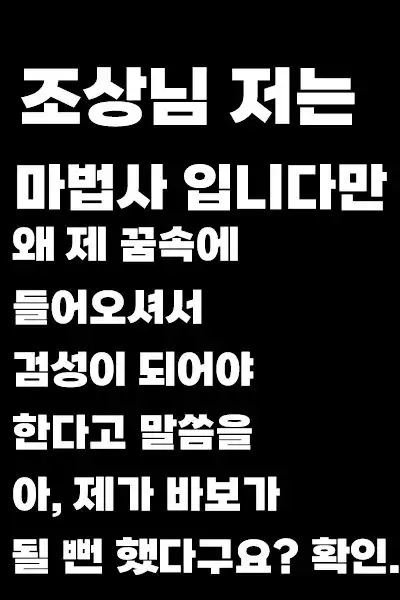 조상님 저는
마법사 입니다만
왜 제 꿈속에
들어오셔서
검성이 되어야
한다고 말씀을
아, 제가 바보가
될 뻔 했다구요? 확인.